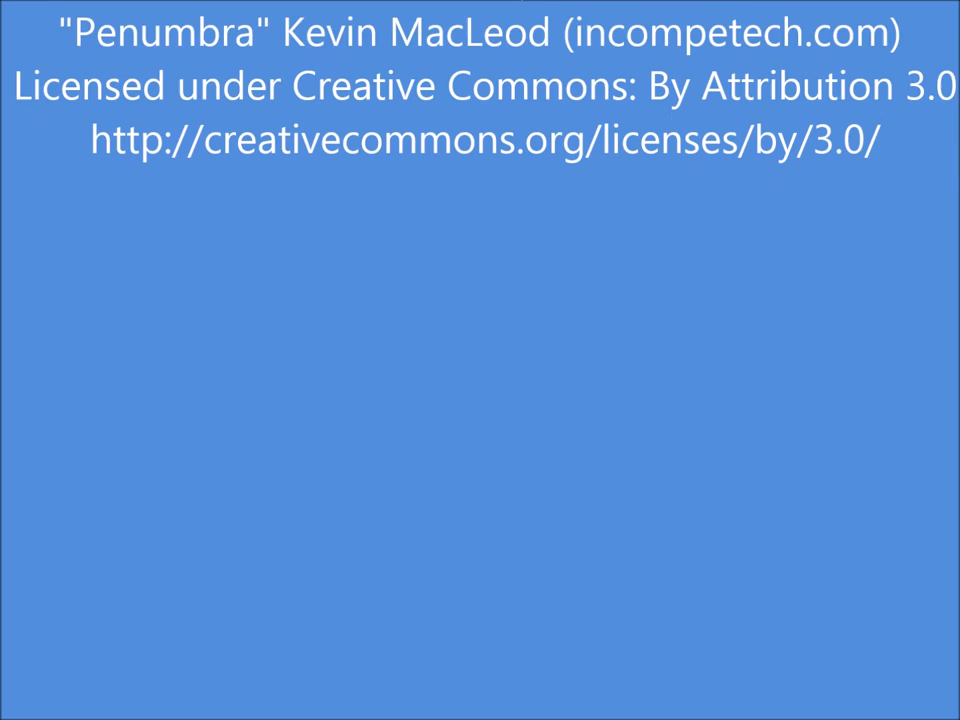 "Penumbra" Kevin MacLeod (incompetech.com)
Licensed under Creative Commons: By Attribution 3.0
http://creativecommons.org/licenses/by/3.0/